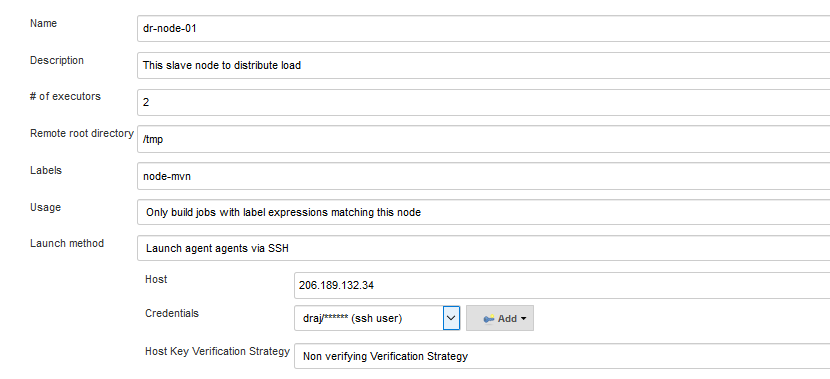 Name
dr-node-01
Description
This slave node to distribute load
# of executors
2
Remote root directory
/tmp
Labels
node-mvn
Usage
Only build jobs with label expressions matching this node
Launch method
Launch agent agents via SSH
Host
206.189.132.34
Credentials
draj/****** (ssh user)
Add
Host Key Verification Strategy
Non verifying Verification Strategy